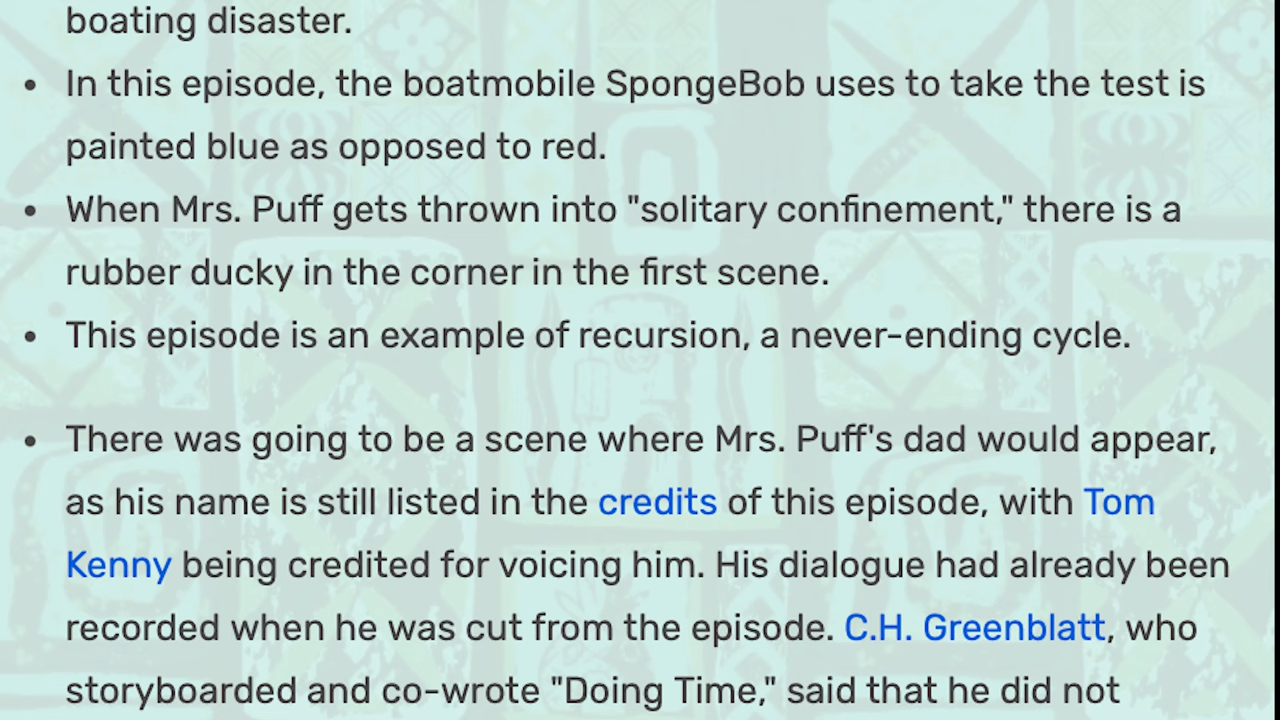 boating disaster.
• In this episode, the boatmobile SpongeBob uses to take the test is
painted blue as opposed to red.
• When Mrs. Puff gets thrown into "solitary confinement," there is a
rubber ducky in the corner in the first scene.
• This episode is an example of recursion, a never-ending cycle.
• There was going to be a scene where Mrs. Puff's dad would appear,
as his name is still listed in the credits of this episode, with Tom
Kenny being credited for voicing him. His dialogue had already been
recorded when he was cut from the episode. C.H. Greenblatt, who
storyboarded and co-wrote "Doing Time," said that he did not